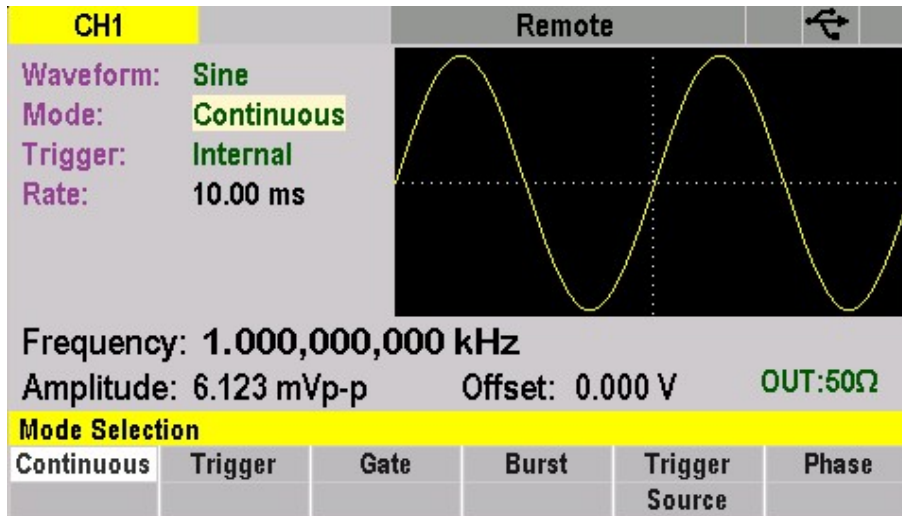 CH1 Remote
Waveform: Sine
Mode: Continuous
Trigger: Internal
Rate: 10.00 ms
Frequency: 1.000,000,000 kHz
Amplitude: 6.123 mVp-p Offset: 0.000 V OUT:50Ω
Mode Selection
Continuous Trigger Gate Burst Trigger Source Phase